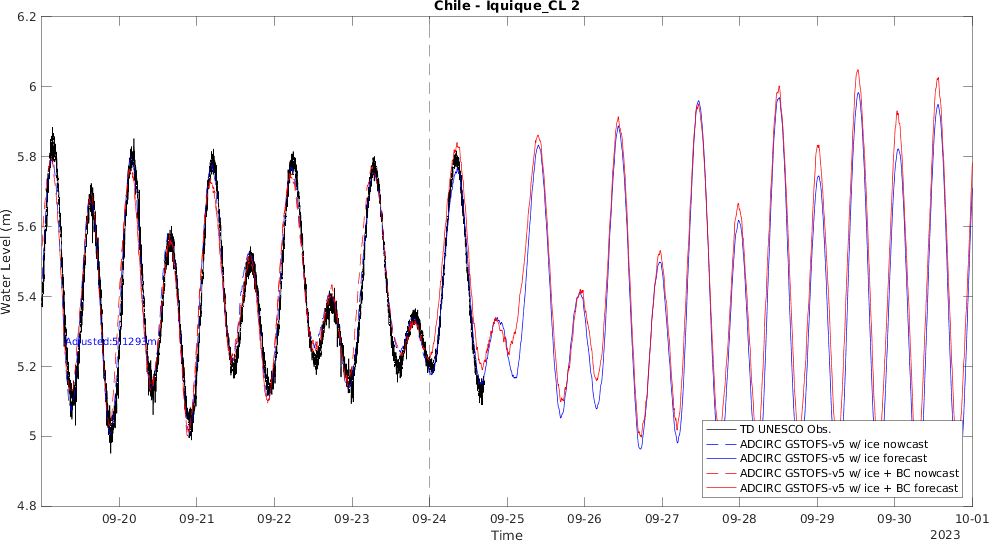 Chile - Iquique_CL 2
Water Level (m)
6.2
6
5.8
5.6
5.4
5.2
5
4.8
Adjusted:5.1293m
TD UNESCO Obs.
ADCIRC GSTOFS-v5 w/ ice nowcast
ADCIRC GSTOFS-v5 w/ ice forecast
ADCIRC GSTOFS-v5 w/ ice + BC nowcast
ADCIRC GSTOFS-v5 w/ ice + BC forecast
09-20 09-21 09-22 09-23 09-24 09-25 09-26 09-27 09-28 09-29 09-30 10-01
Time
2023